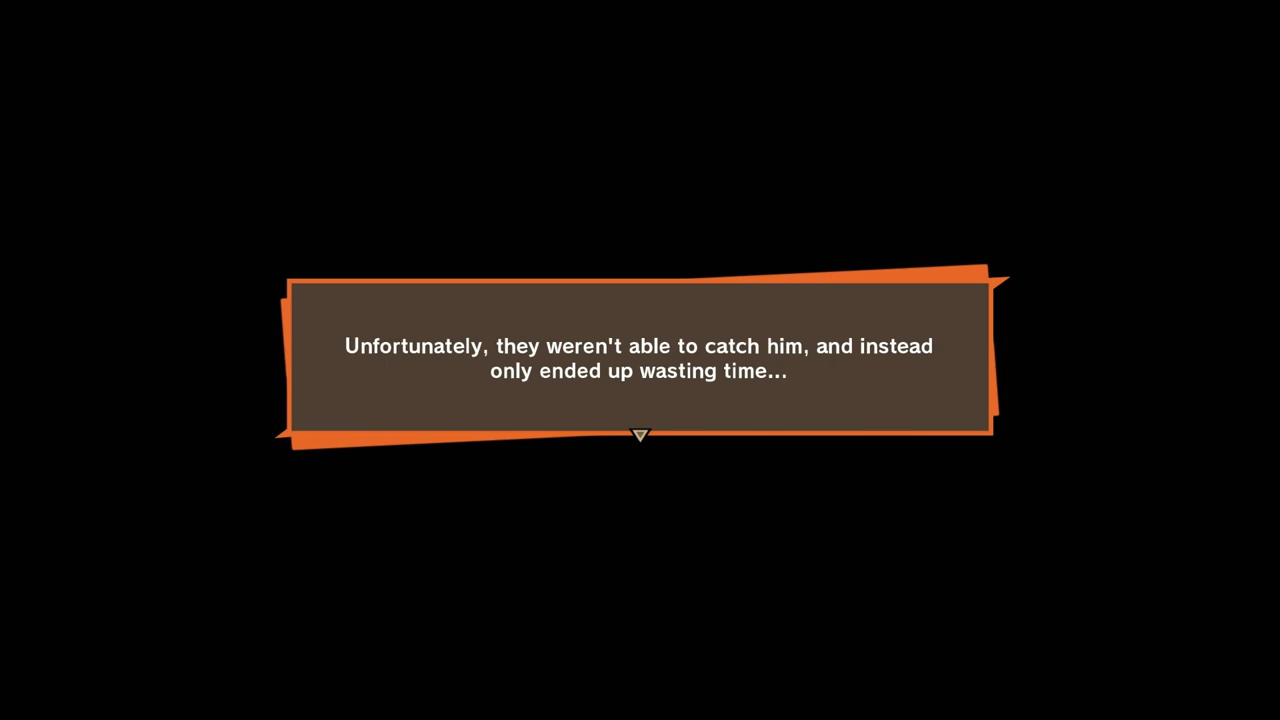 Unfortunately, they weren't able to catch him, and instead
only ended up wasting time...